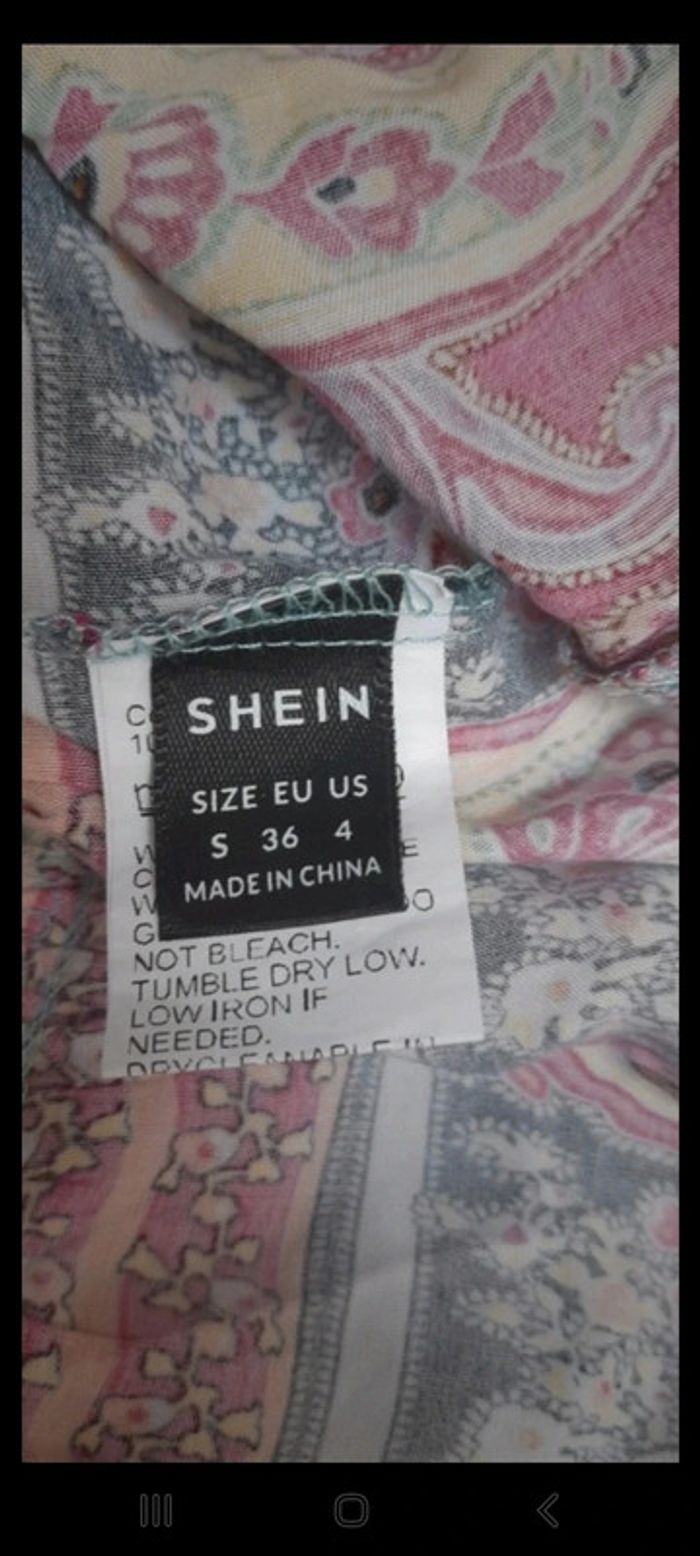 SHEIN
SIZE EU US
S 36 4
MADE IN CHINA
NOT BLEACH.
TUMBLE DRY LOW.
LOW IRON IF
NEEDED.